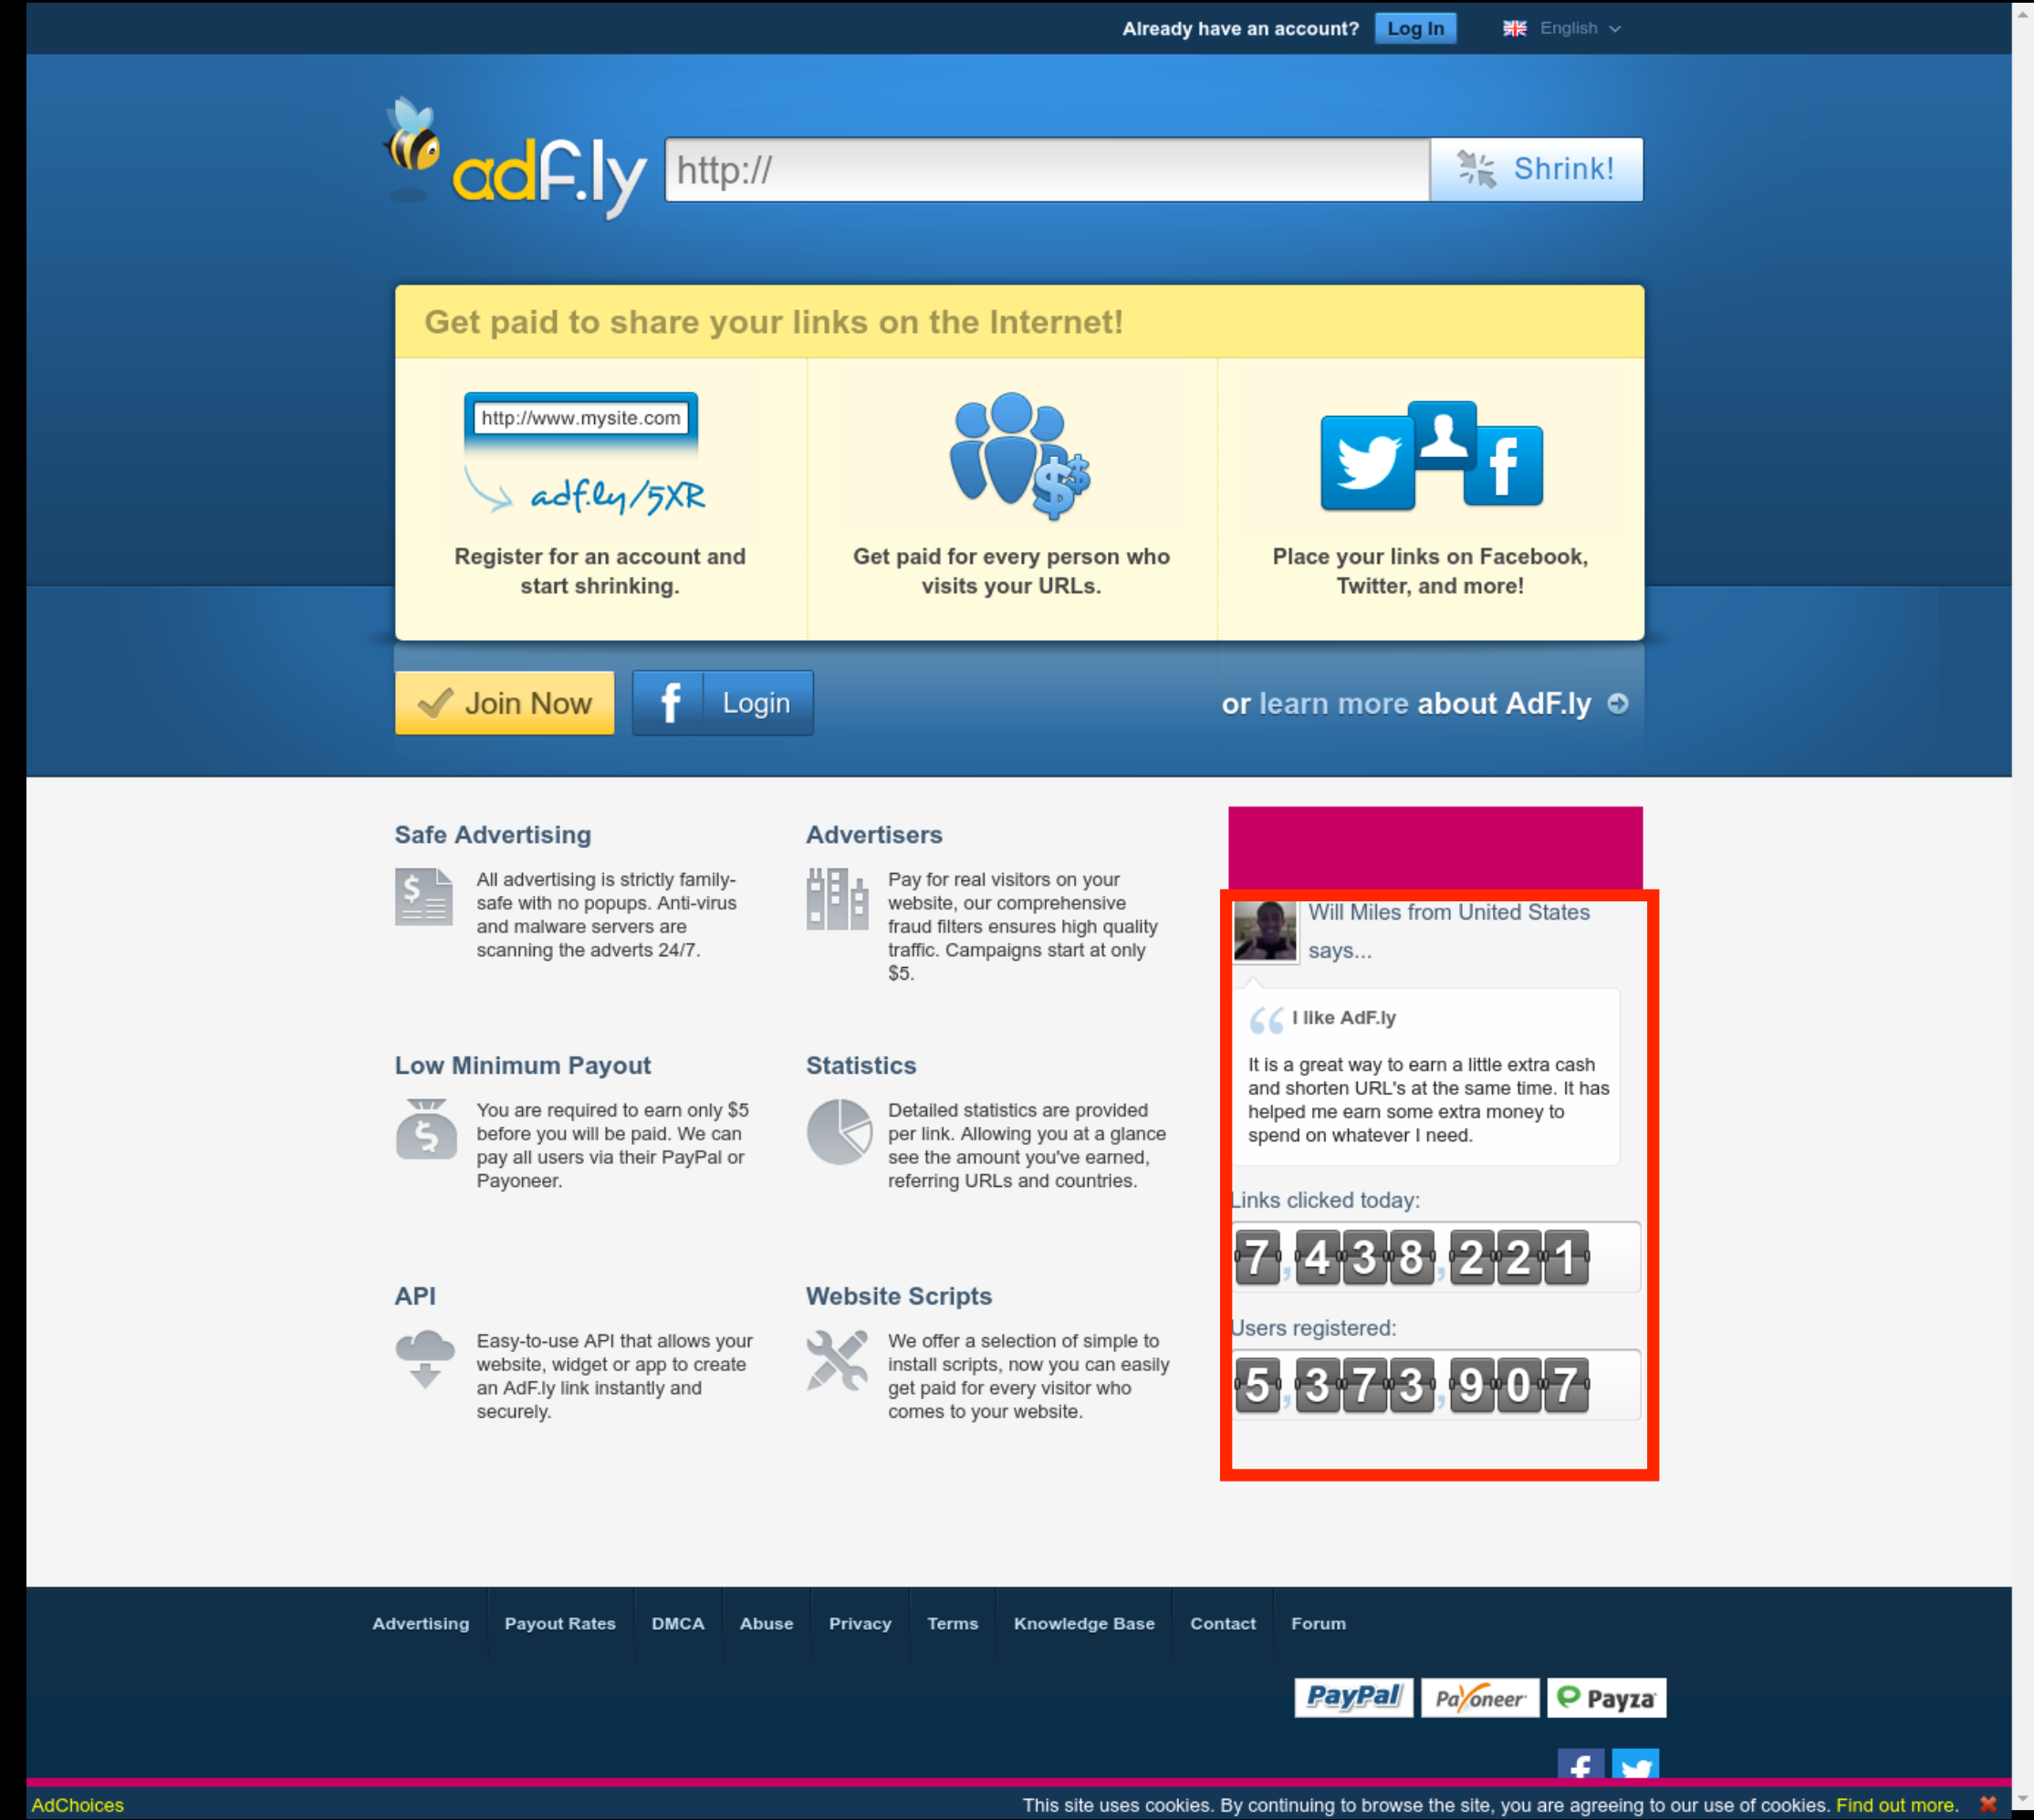 Already have an account?
Log In
English
adf.ly
http://
Shrink!
Get paid to share your links on the Internet!
http://www.mysite.com
adf.ly/5XR
Register for an account and
start shrinking.
Get paid for every person who
visits your URLs.
Place your links on Facebook,
Twitter, and more!
Join Now
Login
or learn more about AdF.ly
Safe Advertising
All advertising is strictly family-
safe with no popups. Anti-virus
and malware servers are
scanning the adverts 24/7.
Advertisers
Pay for real visitors on your
website, our comprehensive
fraud filters ensures high quality
traffic. Campaigns start at only
$5.
Low Minimum Payout
You are required to earn only $5
before you will be paid. We can
pay all users via their PayPal or
Payoneer.
Statistics
Detailed statistics are provided
per link. Allowing you at a glance
see the amount you've earned,
referring URLs and countries.
API
Easy-to-use API that allows your
website, widget or app to create
an AdF.ly link instantly and
securely.
Website Scripts
We offer a selection of simple to
install scripts, now you can easily
get paid for every visitor who
comes to your website.
Will Miles from United States
says...
I like AdF.ly
It is a great way to earn a little extra cash
and shorten URL's at the same time. It has
helped me earn some extra money to
spend on whatever I need.
Links clicked today:
7,438,221
Users registered:
5,373,907
Advertising
Payout Rates
DMCA
Abuse
Privacy
Terms
Knowledge Base
Contact
Forum
PayPal
Payoneer
Payza
AdChoices
This site uses cookies. By continuing to browse the site, you are agreeing to our use of cookies. Find out more.